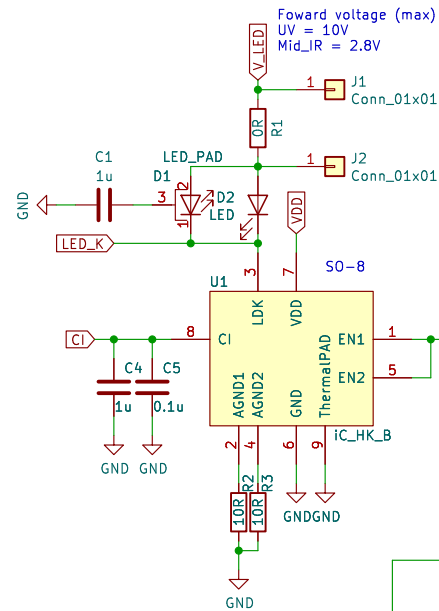 Foward voltage (max)
UV = 10V
Mid_IR = 2.8V
V_LED
1
J1
Conn_01x01
0R
R1
C1
1u
LED_PAD
D1
1
J2
Conn_01x01
GND
3
2
1
D2
LED
VDD
LED_K
U1
3
7
SO-8
LDK
VDD
CI
8
CI
EN1
1
EN2
5
C4
1u
C5
0.1u
AGND1
AGND2
GND
ThermalPAD
iC_HK_B
GND
GND
2
4
6
9
10R
R2
10R
R3
GND
GND
GND